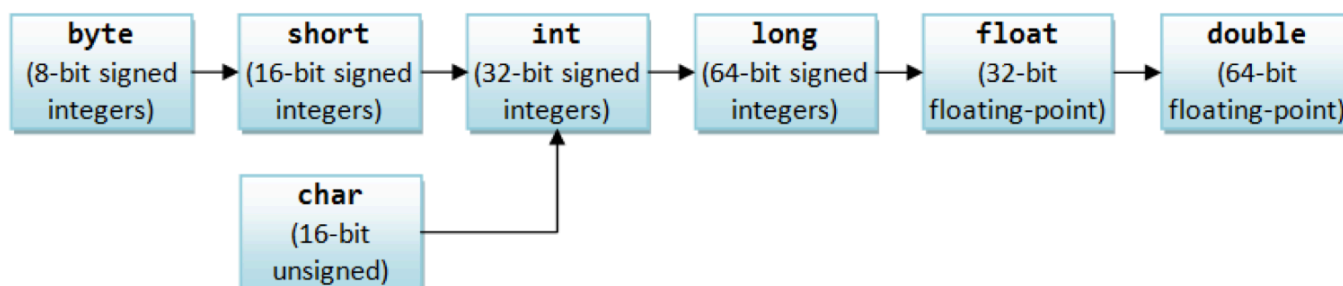 byte
(8-bit signed
integers)
short
(16-bit signed
integers)
int
(32-bit signed
integers)
long
(64-bit signed
integers)
float
(32-bit
floating-point)
double
(64-bit
floating-point)
char
(16-bit
unsigned)